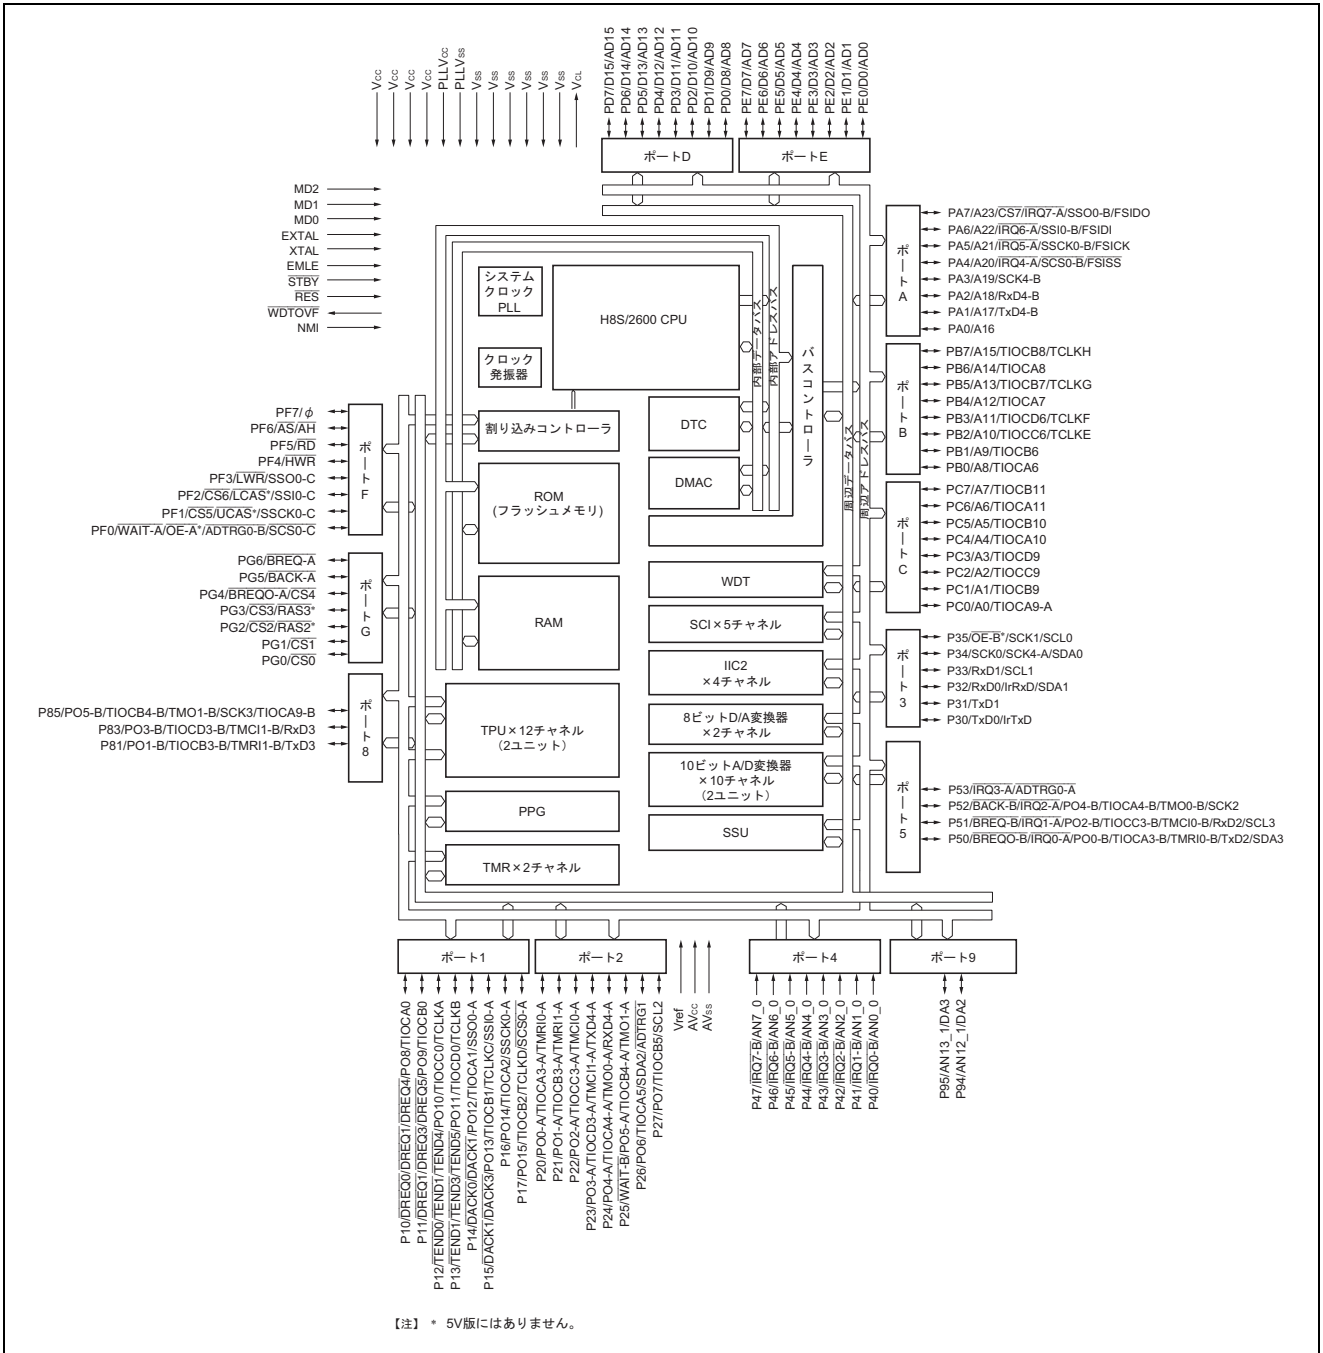 Vcc
Vcc
Vcc
Vcc
PLLVcc
PLLVss
Vss
Vss
Vss
Vss
Vss
Vss
VCL
PD7/D15/AD15
PD6/D14/AD14
PD5/D13/AD13
PD4/D12/AD12
PD3/D11/AD11
PD2/D10/AD10
PD1/D9/AD9
PD0/D8/AD8
PE7/D7/AD7
PE6/D6/AD6
PE5/D5/AD5
PE4/D4/AD4
PE3/D3/AD3
PE2/D2/AD2
PE1/D1/AD1
PE0/D0/AD0
ポートD
ポートE
MD2
MD1
MD0
EXTAL
XTAL
EMLE
STBY
RES
WDTOVF
NMI
システム
クロック
PLL
クロック
発振器
H8S/2600 CPU
内部データバス
内部アドレスバス
バスコントローラ
周辺データバス
周辺アドレスバス
割り込みコントローラ
ROM
(フラッシュメモリ)
RAM
TPU×12チャネル
(2ユニット)
PPG
TMR×2チャネル
DTC
DMAC
WDT
SCI×5チャネル
IIC2
×4チャネル
8ビットD/A変換器
×2チャネル
10ビットA/D変換器
×10チャネル
(2ユニット)
SSU
ポートA
PA7/A23/CS7/IRQ7-A/SSO0-B/FSIDO
PA6/A22/IRQ6-A/SSI0-B/FSIDI
PA5/A21/IRQ5-A/SSCK0-B/FSICK
PA4/A20/IRQ4-A/SCS0-B/FSISS
PA3/A19/SCK4-B
PA2/A18/RxD4-B
PA1/A17/TxD4-B
PA0/A16
ポートB
PB7/A15/TIOCB8/TCLKH
PB6/A14/TIOCA8
PB5/A13/TIOCB7/TCLKG
PB4/A12/TIOCA7
PB3/A11/TIOCD6/TCLKF
PB2/A10/TIOCC6/TCLKE
PB1/A9/TIOCB6
PB0/A8/TIOCA6
ポートC
PC7/A7/TIOCB11
PC6/A6/TIOCA11
PC5/A5/TIOCB10
PC4/A4/TIOCA10
PC3/A3/TIOCD9
PC2/A2/TIOCC9
PC1/A1/TIOCB9
PC0/A0/TIOCA9-A
ポート3
P35/OE-B*/SCK1/SCL0
P34/SCK0/SCK4-A/SDA0
P33/RxD1/SCL1
P32/RxD0/IrRxD/SDA1
P31/TxD1
P30/TxD0/IrTxD
ポート5
P53/IRQ3-A/ADTRG0-A
P52/BACK-B/IRQ2-A/PO4-B/TIOCA4-B/TMO0-B/SCK2
P51/BREQ-B/IRQ1-A/PO2-B/TIOCC3-B/TMCI0-B/RxD2/SCL3
P50/BREQO-B/IRQ0-A/PO0-B/TIOCA3-B/TMRI0-B/TxD2/SDA3
PF7/φ
PF6/AS/AH
PF5/RD
PF4/HWR
PF3/LWR/SSO0-C
PF2/CS6/LCAS*/SSI0-C
PF1/CS5/UCAS*/SSCK0-C
PF0/WAIT-A/OE-A*/ADTRG0-B/SCS0-C
ポートF
PG6/BREQ-A
PG5/BACK-A
PG4/BREQO-A/CS4
PG3/CS3/RAS3*
PG2/CS2/RAS2*
PG1/CS1
PG0/CS0
ポートG
P85/PO5-B/TIOCB4-B/TMO1-B/SCK3/TIOCA9-B
P83/PO3-B/TIOCD3-B/TMCI1-B/RxD3
P81/PO1-B/TIOCB3-B/TMRI1-B/TxD3
ポート8
ポート1
ポート2
ポート4
ポート9
P10/DREQ0/DREQ1/DREQ4/PO8/TIOCA0
P11/DREQ1/DREQ3/DREQ5/PO9/TIOCB0
P12/TEND0/TEND1/TEND4/PO10/TIOCC0/TCLKA
P13/TEND1/TEND3/TEND5/PO11/TIOCD0/TCLKB
P14/DACK0/DACK1/PO12/TIOCA1/SSO0-A
P15/DACK1/DACK3/PO13/TIOCB1/TCLKC/SSI0-A
P16/PO14/TIOCA2/SSCK0-A
P17/PO15/TIOCB2/TCLKD/SCS0-A
P20/PO0-A/TIOCA3-A/TMRI0-A
P21/PO1-A/TIOCB3-A/TMRI1-A
P22/PO2-A/TIOCC3-A/TMCI0-A
P23/PO3-A/TIOCD3-A/TMCI1-A/TXD4-A
P24/PO4-A/TIOCA4-A/TMO0-A/RXD4-A
P25/WAIT-B/PO5-A/TIOCB4-A/TMO1-A
P26/PO6/TIOCA5/SDA2/ADTRG1
P27/PO7/TIOCB5/SCL2
Vref
AVcc
AVss
P47/IRQ7-B/AN7_0
P46/IRQ6-B/AN6_0
P45/IRQ5-B/AN5_0
P44/IRQ4-B/AN4_0
P43/IRQ3-B/AN3_0
P42/IRQ2-B/AN2_0
P41/IRQ1-B/AN1_0
P40/IRQ0-B/AN0_0
P95/AN13_1/DA3
P94/AN12_1/DA2
【注】 * 5V版にはありません。